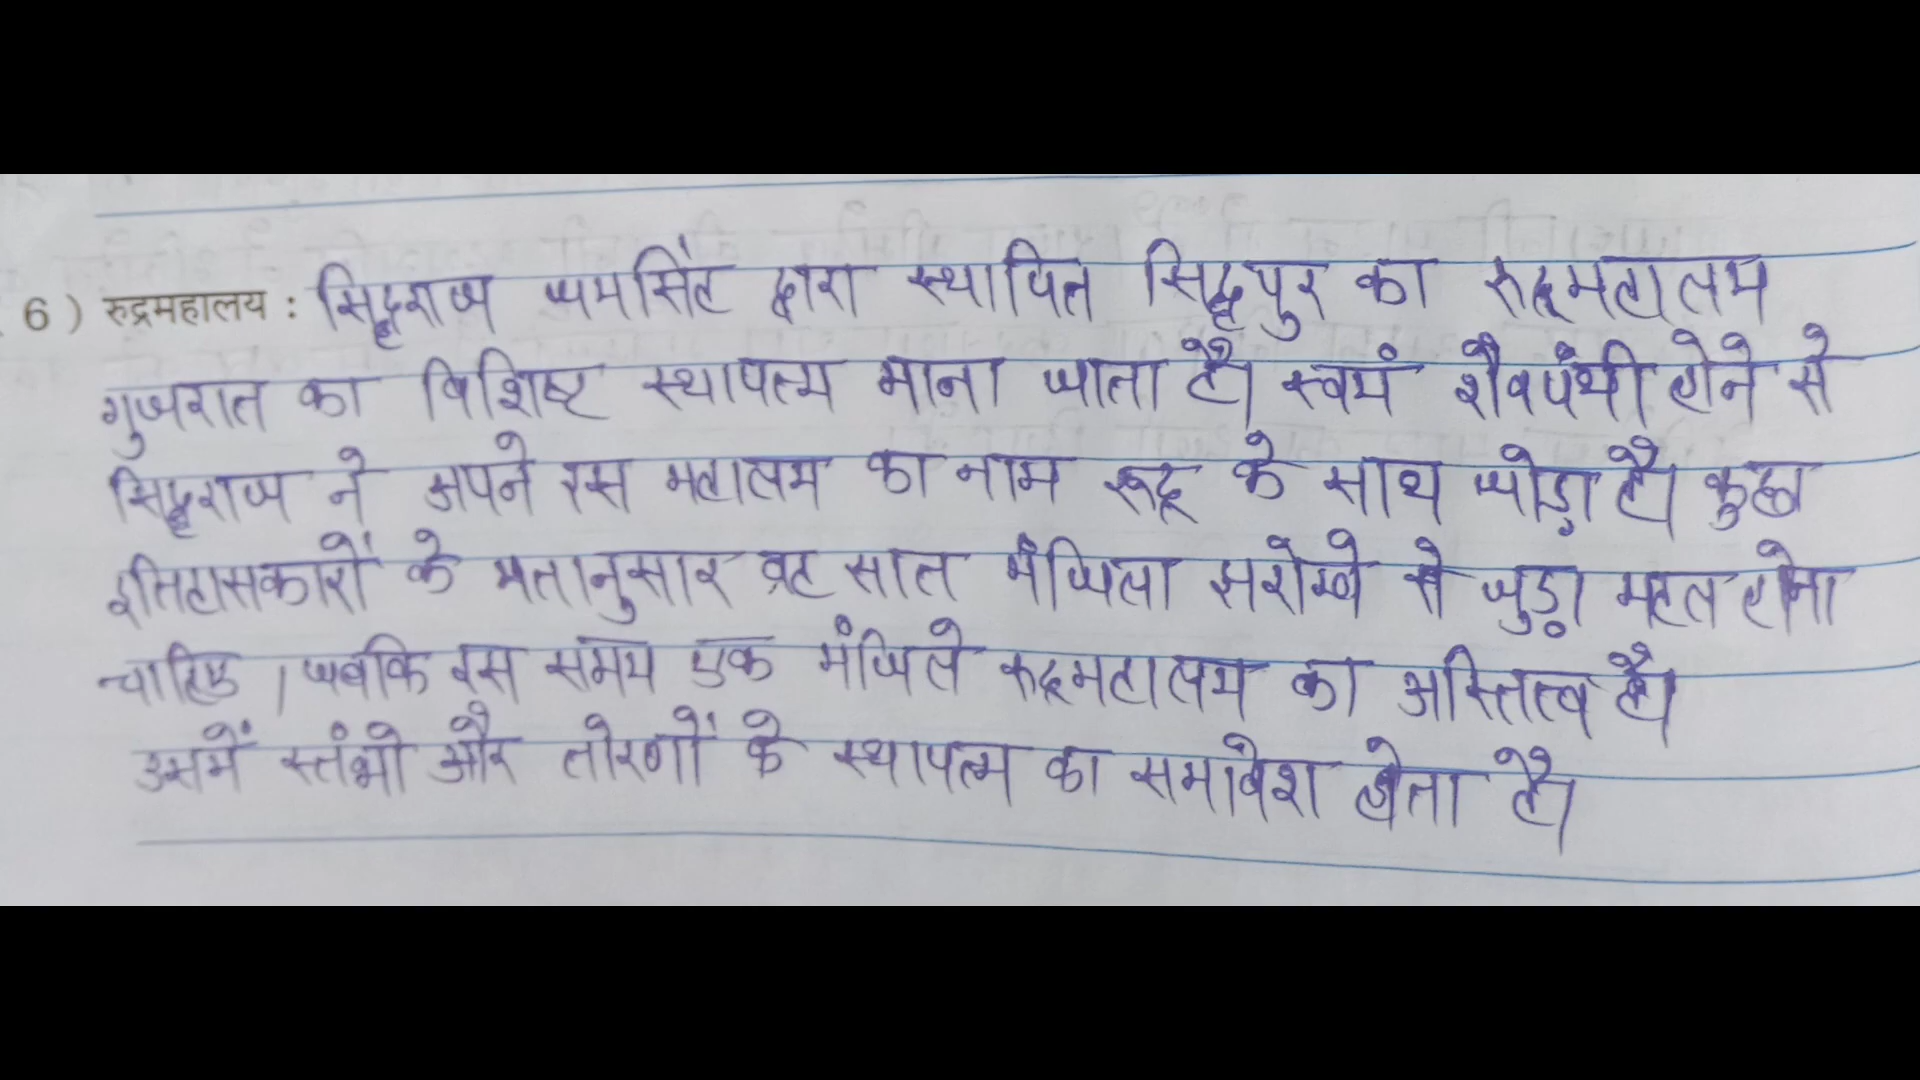 6) रुद्रमहालय : सिद्धराज जयसिंह द्वारा स्थापित सिद्धपुर का रुद्रमहालय
गुजरात का विशिष्ट स्थापत्य माना जाता है। स्वयं शैवपंथी होने से
सिद्धराज ने अपने इस महालय का नाम रूद्र के साथ जोड़ा है। कुछ
इतिहासकारों के मतानुसार व्रह सात मंजिला झरोखे से जुड़ा महल होना
चाहिए । जबकि इस समय एक मंजिले रूद्रमहालय का अस्तित्व है।
उसमें स्तंभो और तोरणों के स्थापत्य का समावेश होता है।